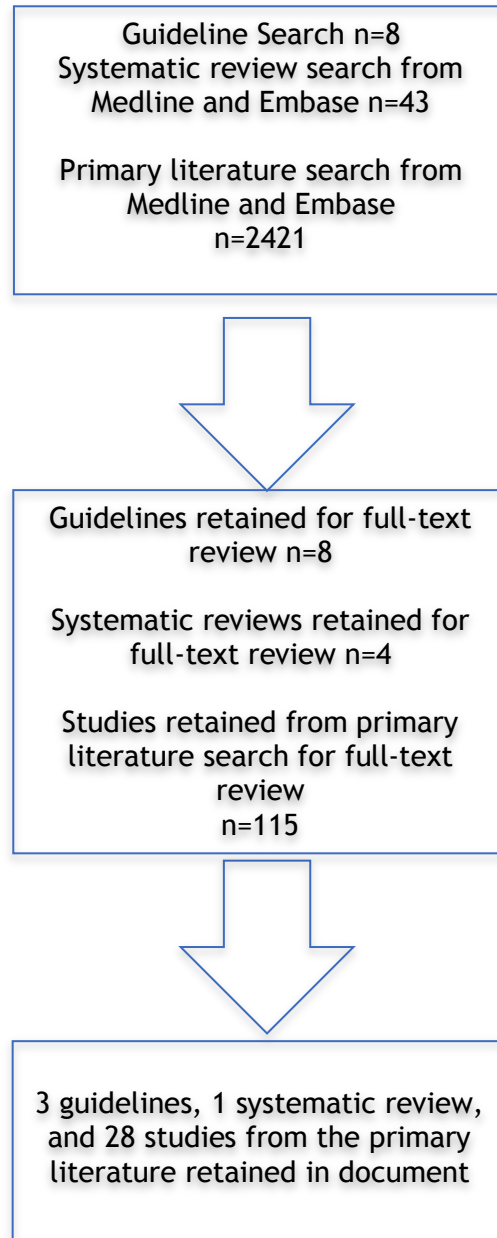 Guideline Search n=8
Systematic review search from
Medline and Embase n=43
Primary literature search from
Medline and Embase
n=2421
Guidelines retained for full-text
review n=8
Systematic reviews retained for
full-text review n=4
Studies retained from primary
literature search for full-text
review
n=115
3 guidelines, 1 systematic review,
and 28 studies from the primary
literature retained in document